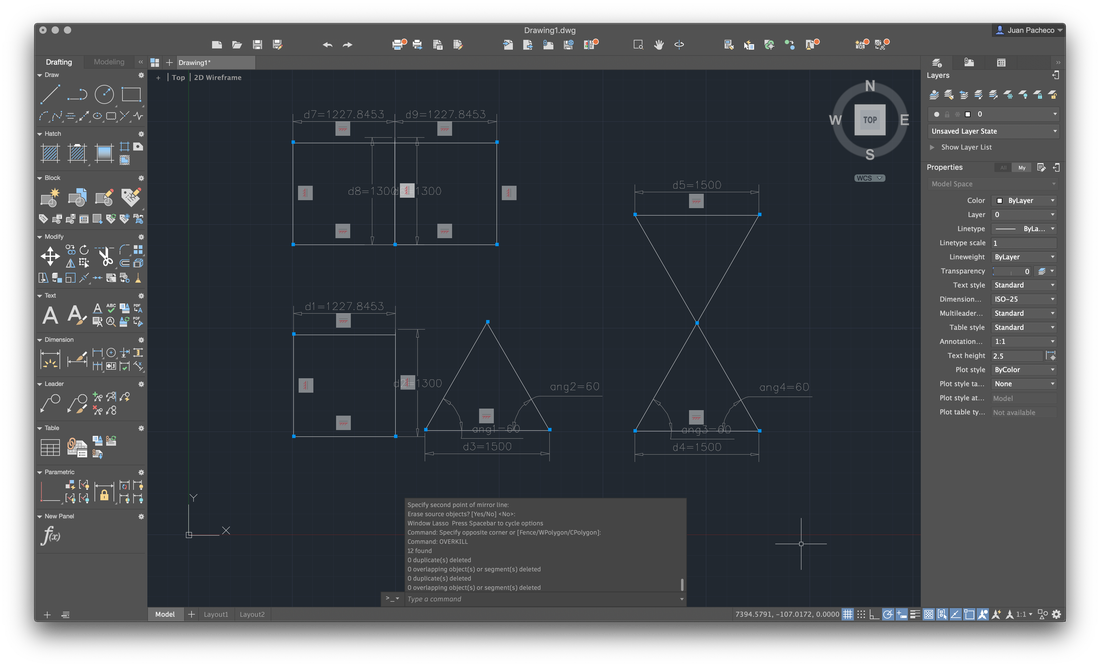 Drawing1.dwg
Juan Pacheco
Drafting
Modeling
Drawing1*
+ | Top | 2D Wireframe
Draw
Hatch
Block
Modify
Text
Dimension
Leader
Table
Parametric
New Panel
f(x)
d7=1227.8453
d9=1227.8453
d8=1300
1300
d1=1227.8453
1300
ang2=60
ang1=60
d3=1500
d5=1500
ang4=60
ang3=60
d4=1500
N
W
TOP
E
S
WCS
Y
X
Specify second point of mirror line:
Erase source objects? [Yes/No] <No>:
Window Lasso Press Spacebar to cycle options
Command: Specify opposite corner or [Fence/WPolygon/CPolygon]:
Command: OVERKILL
12 found
0 duplicate(s) deleted
0 overlapping object(s) or segment(s) deleted
0 duplicate(s) deleted
0 overlapping object(s) or segment(s) deleted
Type a command
Model
Layout1
Layout2
7394.5791, -107.0172, 0.0000
1:1
Layers
0
Unsaved Layer State
Show Layer List
Properties
All
My
Model Space
Color ByLayer
Layer 0
Linetype ByLa...
Linetype scale 1
Lineweight ByLayer
Transparency 0
Text style Standard
Dimension... ISO-25
Multileader... Standard
Table style Standard
Annotation... 1:1
Text height 2.5
Plot style ByColor
Plot style ta... None
Plot style at... Model
Plot table ty... Not available